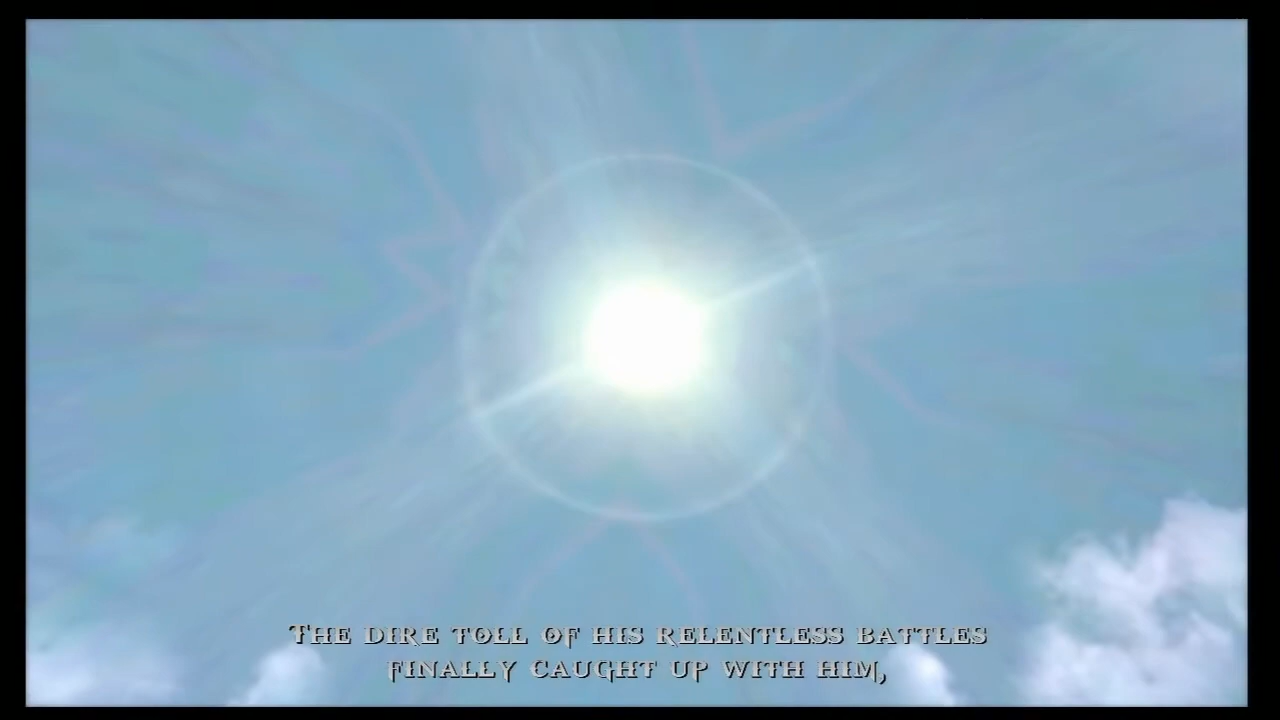 The dire toll of his relentless battles
finally caught up with him,